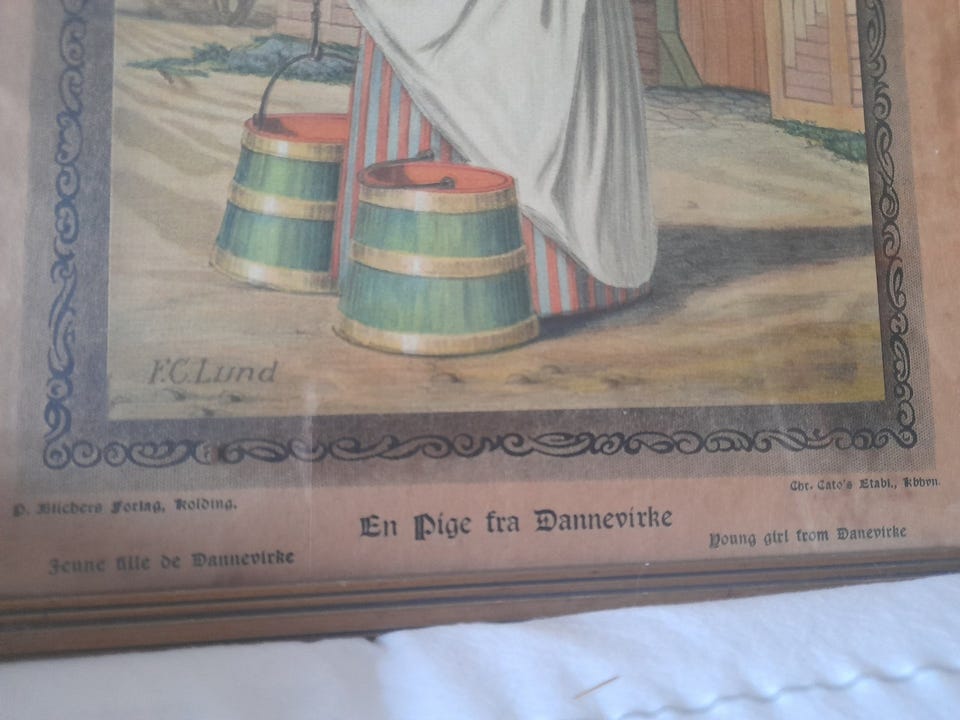 F.C.Lund
P. Blichers Forlag, Kolding.
Chr. Cato's Etabl., Kbhvn.
En Pige fra Dannevirke
Jeune fille de Dannevirke
Young girl from Danevirke